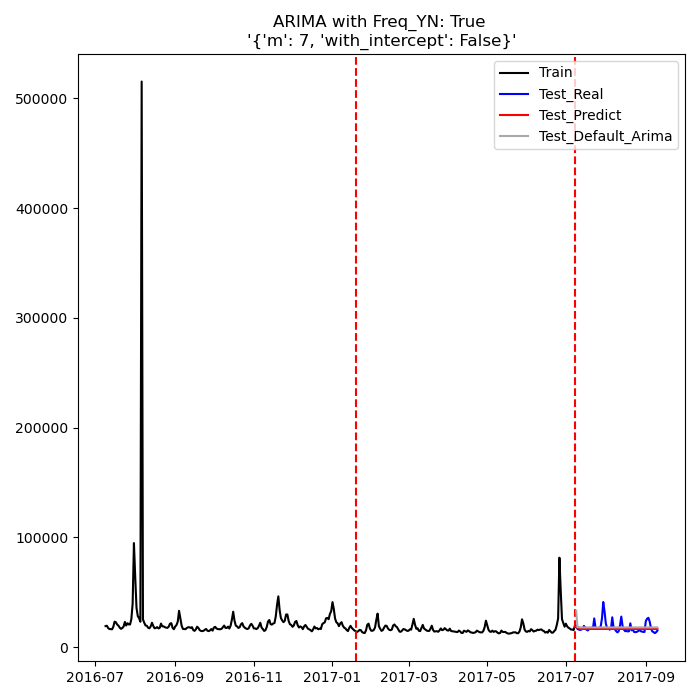 ARIMA with Freq_YN: True
'{'m': 7, 'with_intercept': False}'
Train
Test_Real
Test_Predict
Test_Default_Arima
500000
400000
300000
200000
100000
0
2016-07 2016-09 2016-11 2017-01 2017-03 2017-05 2017-07 2017-09